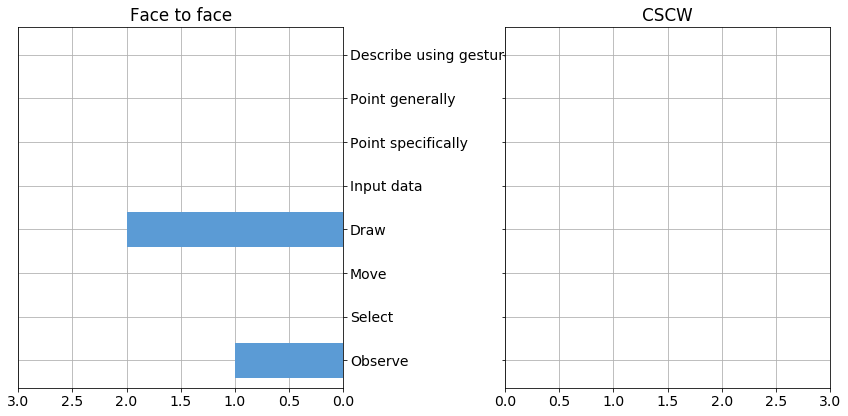 Face to face
CSCW
Describe using gestur
Point generally
Point specifically
Input data
Draw
Move
Select
Observe
3.0 2.5 2.0 1.5 1.0 0.5 0.0
0.0 0.5 1.0 1.5 2.0 2.5 3.0